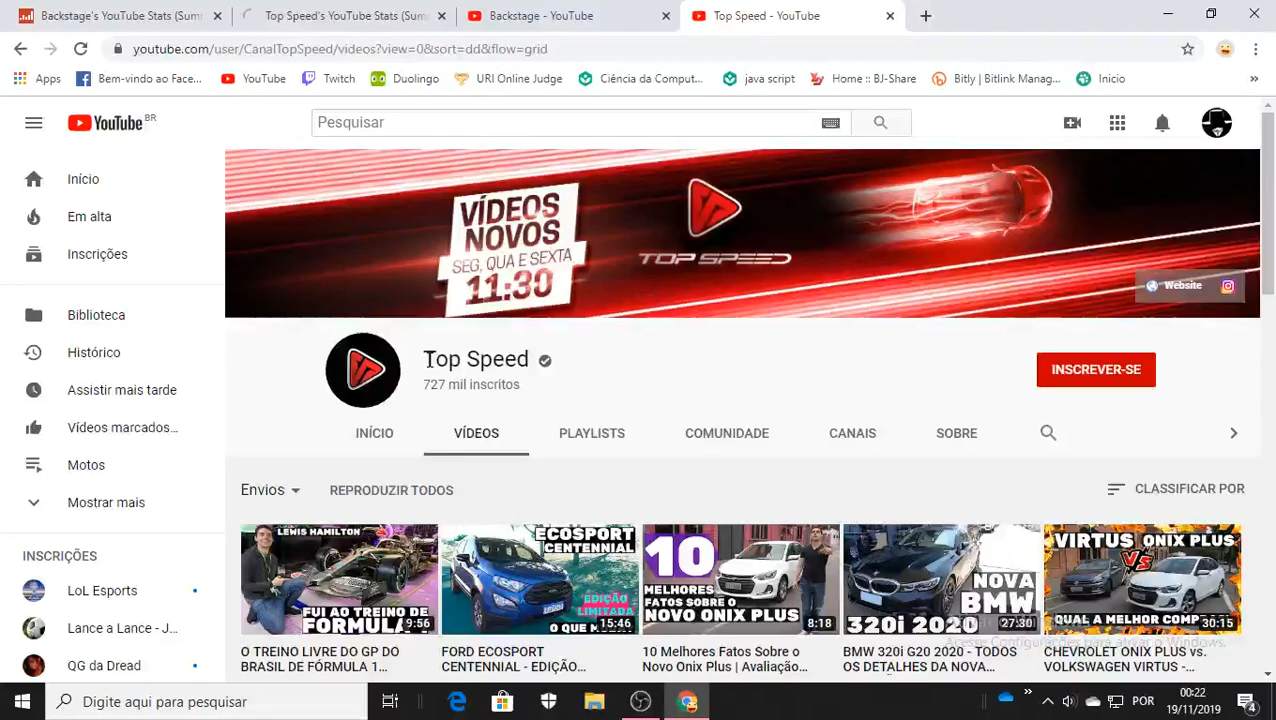 Backstage's YouTube Stats (Sum
Top Speed's YouTube Stats (Sum
Backstage - YouTube
Top Speed - YouTube
youtube.com/user/CanalTopSpeed/videos?view=0&sort=dd&flow=grid
Apps
Bem-vindo ao Face...
YouTube
Twitch
Duolingo
URI Online Judge
Ciência da Comput...
java script
Home :: BJ-Share
Bitly | Bitlink Manag...
Inicio
YouTube BR
Pesquisar
Início
Em alta
Inscrições
Biblioteca
Histórico
Assistir mais tarde
Vídeos marcados...
Motos
Mostrar mais
INSCRIÇÕES
LoL Esports
Lance a Lance - J...
QG da Dread
VÍDEOS
NOVOS
SEG, QUA E SEXTA
11:30
TOP SPEED
Website
Top Speed
727 mil inscritos
INSCREVER-SE
INÍCIO
VÍDEOS
PLAYLISTS
COMUNIDADE
CANAIS
SOBRE
Envios
REPRODUZIR TODOS
CLASSIFICAR POR
LEWIS HAMILTON
FUI AO TREINO DE
FORMULA
9:56
O TREINO LIVRE DO GP DO
BRASIL DE FÓRMULA 1...
ECOSPORT
CENTENNIAL
EDIÇÃO
LIMITADA
15:46
FORD ECOSPORT
CENTENNIAL - EDIÇÃO...
10
MELHORES
FATOS SOBRE O
NOVO ONIX PLUS
8:18
10 Melhores Fatos Sobre o
Novo Onix Plus | Avaliação...
NOVA
BMW
320i 2020
27:30
BMW 320i G20 2020 - TODOS
OS DETALHES DA NOVA...
VIRTUS ONIX PLUS
VS
QUAL A MELHOR COMP
30:15
CHEVROLET ONIX PLUS VS.
VOLKSWAGEN VIRTUS -...
Acesse Configurações para ativar o Windows.
Digite aqui para pesquisar
POR
00:22
19/11/2019
4